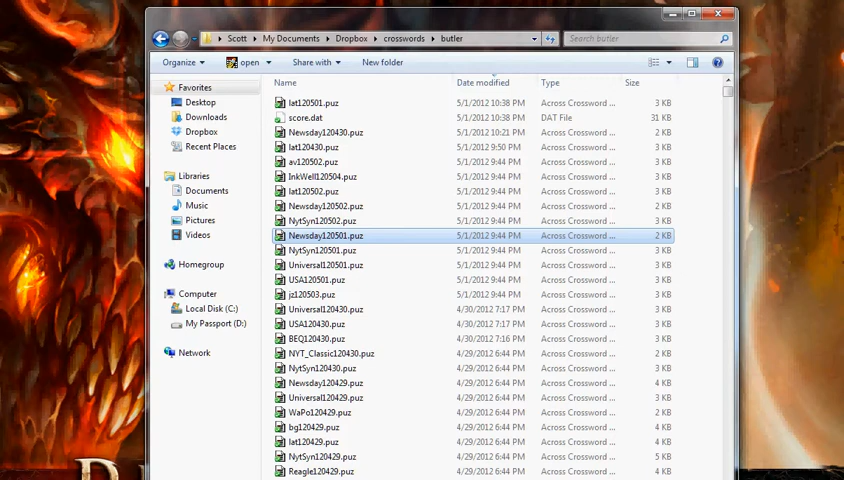 Scott ▸ My Documents ▸ Dropbox ▸ crosswords ▸ butler
Search butler
Organize open Share with New folder
Name Date modified Type Size
Favorites
Desktop
Downloads
Dropbox
Recent Places
Libraries
Documents
Music
Pictures
Videos
Homegroup
Computer
Local Disk (C:)
My Passport (D:)
Network
lat120501.puz 5/1/2012 10:38 PM Across Crossword ... 3 KB
score.dat 5/1/2012 10:38 PM DAT File 31 KB
Newsday120430.puz 5/1/2012 10:21 PM Across Crossword ... 2 KB
lat120430.puz 5/1/2012 9:50 PM Across Crossword ... 3 KB
av120502.puz 5/1/2012 9:44 PM Across Crossword ... 3 KB
InkWell120504.puz 5/1/2012 9:44 PM Across Crossword ... 3 KB
lat120502.puz 5/1/2012 9:44 PM Across Crossword ... 3 KB
Newsday120502.puz 5/1/2012 9:44 PM Across Crossword ... 2 KB
NytSyn120502.puz 5/1/2012 9:44 PM Across Crossword ... 3 KB
Newsday120501.puz 5/1/2012 9:44 PM Across Crossword ... 2 KB
NytSyn120501.puz 5/1/2012 9:44 PM Across Crossword ... 3 KB
Universal120501.puz 5/1/2012 9:44 PM Across Crossword ... 3 KB
USA120501.puz 5/1/2012 9:44 PM Across Crossword ... 3 KB
jz120503.puz 5/1/2012 9:44 PM Across Crossword ... 3 KB
Universal120430.puz 4/30/2012 7:17 PM Across Crossword ... 3 KB
USA120430.puz 4/30/2012 7:17 PM Across Crossword ... 3 KB
BEQ120430.puz 4/30/2012 7:16 PM Across Crossword ... 3 KB
NYT_Classic120430.puz 4/29/2012 6:44 PM Across Crossword ... 2 KB
NytSyn120430.puz 4/29/2012 6:44 PM Across Crossword ... 3 KB
Newsday120429.puz 4/29/2012 6:44 PM Across Crossword ... 4 KB
Universal120429.puz 4/29/2012 6:44 PM Across Crossword ... 3 KB
WaPo120429.puz 4/29/2012 6:44 PM Across Crossword ... 2 KB
bg120429.puz 4/29/2012 6:44 PM Across Crossword ... 4 KB
lat120429.puz 4/29/2012 6:44 PM Across Crossword ... 4 KB
NytSyn120429.puz 4/29/2012 6:44 PM Across Crossword ... 5 KB
Reagle120429.puz 4/29/2012 6:44 PM Across Crossword ... 4 KB